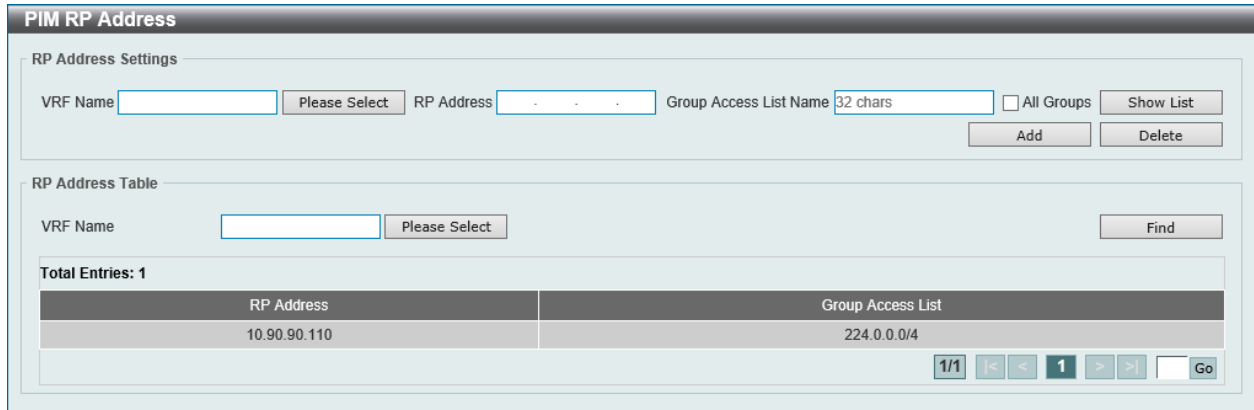 PIM RP Address
RP Address Settings
VRF Name Please Select RP Address . . . Group Access List Name 32 chars All Groups Show List
Add Delete
RP Address Table
VRF Name Please Select Find
Total Entries: 1
RP Address Group Access List
10.90.90.110 224.0.0.0/4
1/1 |< < 1 > >| Go